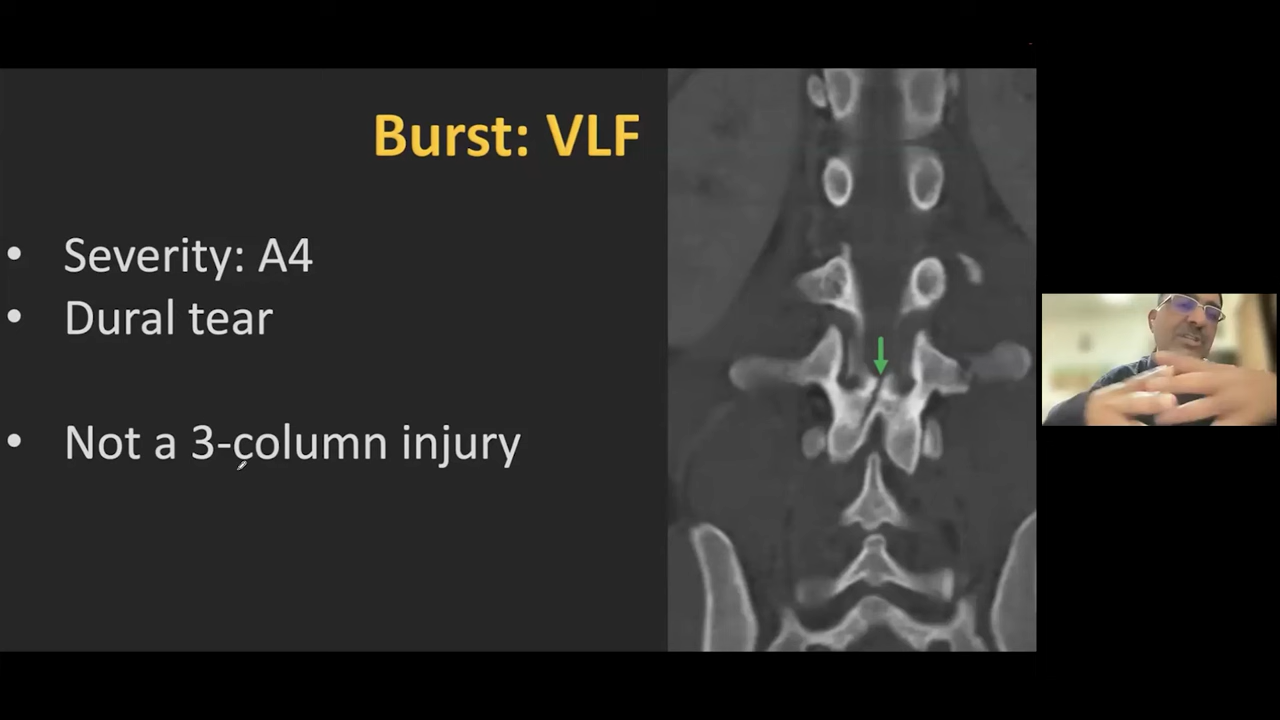 Burst: VLF
• Severity: A4
• Dural tear
• Not a 3-column injury